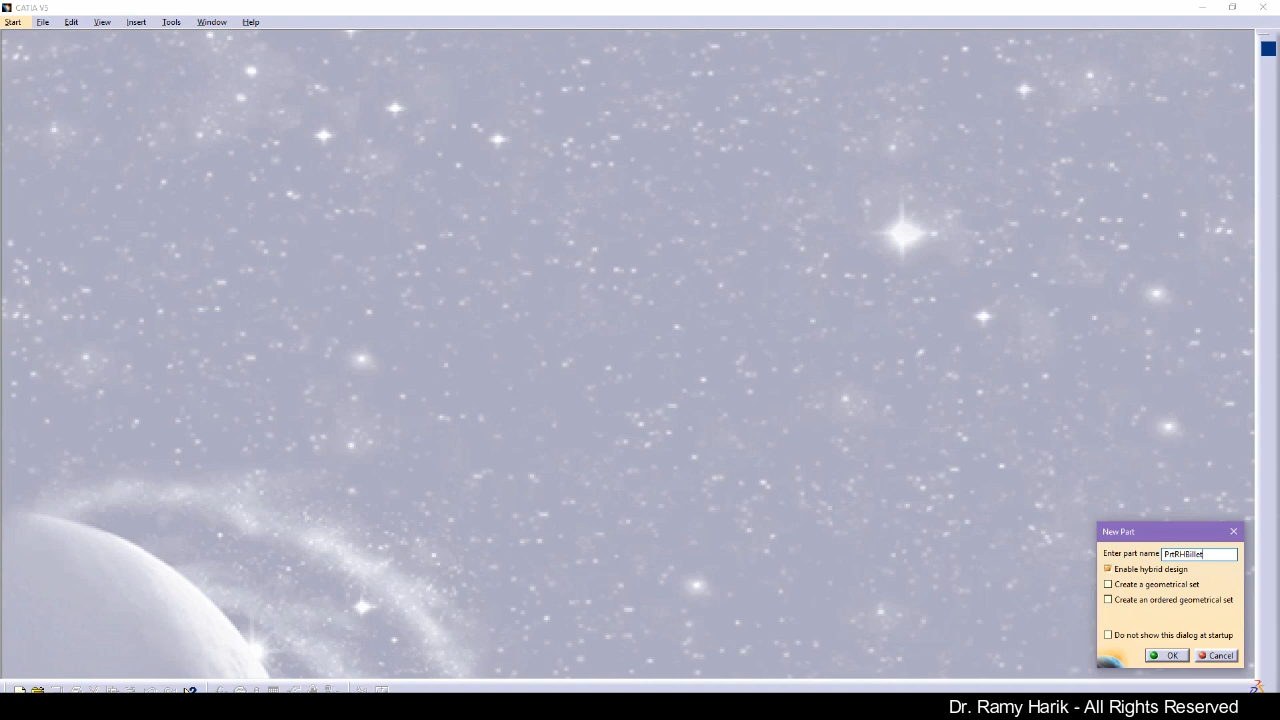 CATIA V5
Start File Edit View Insert Tools Window Help
New Part
Enter part name PrtRHBillet
Enable hybrid design
Create a geometrical set
Create an ordered geometrical set
Do not show this dialog at startup
OK Cancel
Dr. Ramy Harik - All Rights Reserved